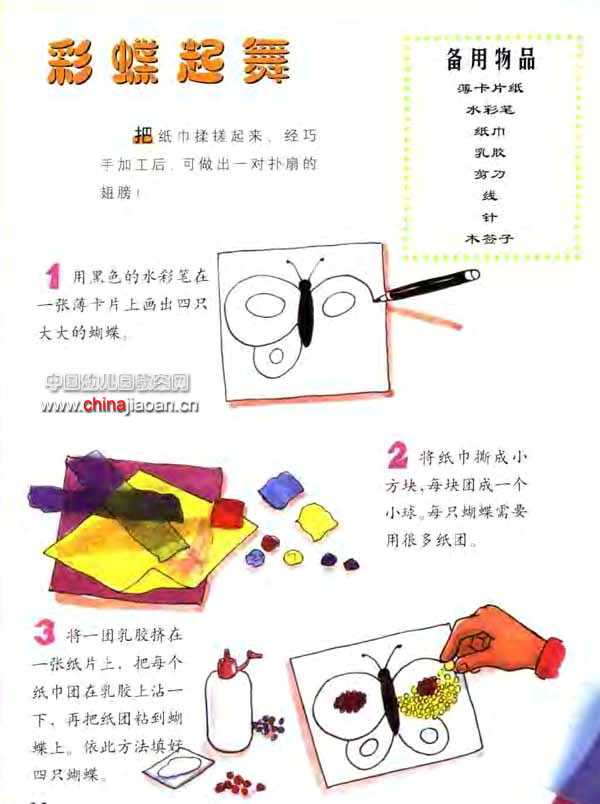 彩蝶起舞
把纸巾揉搓起来、经巧
手加工后,可做出一对扑扇的
翅膀!
备用物品
薄卡片纸
水彩笔
纸巾
乳胶
剪刀
线
针
木签子
1 用黑色的水彩笔在
一张薄卡片上画出四只
大大的蝴蝶。
中国幼儿园教案网
www.chinajiaoan.cn
2 将纸巾撕成小
方块,每块团成一个
小球。每只蝴蝶需要
用很多纸团。
3 将一团乳胶挤在
一张纸片上,把每个
纸巾团在乳胶上沾一
下,再把纸团粘到蝴
蝶上。依此方法填好
四只蝴蝶。